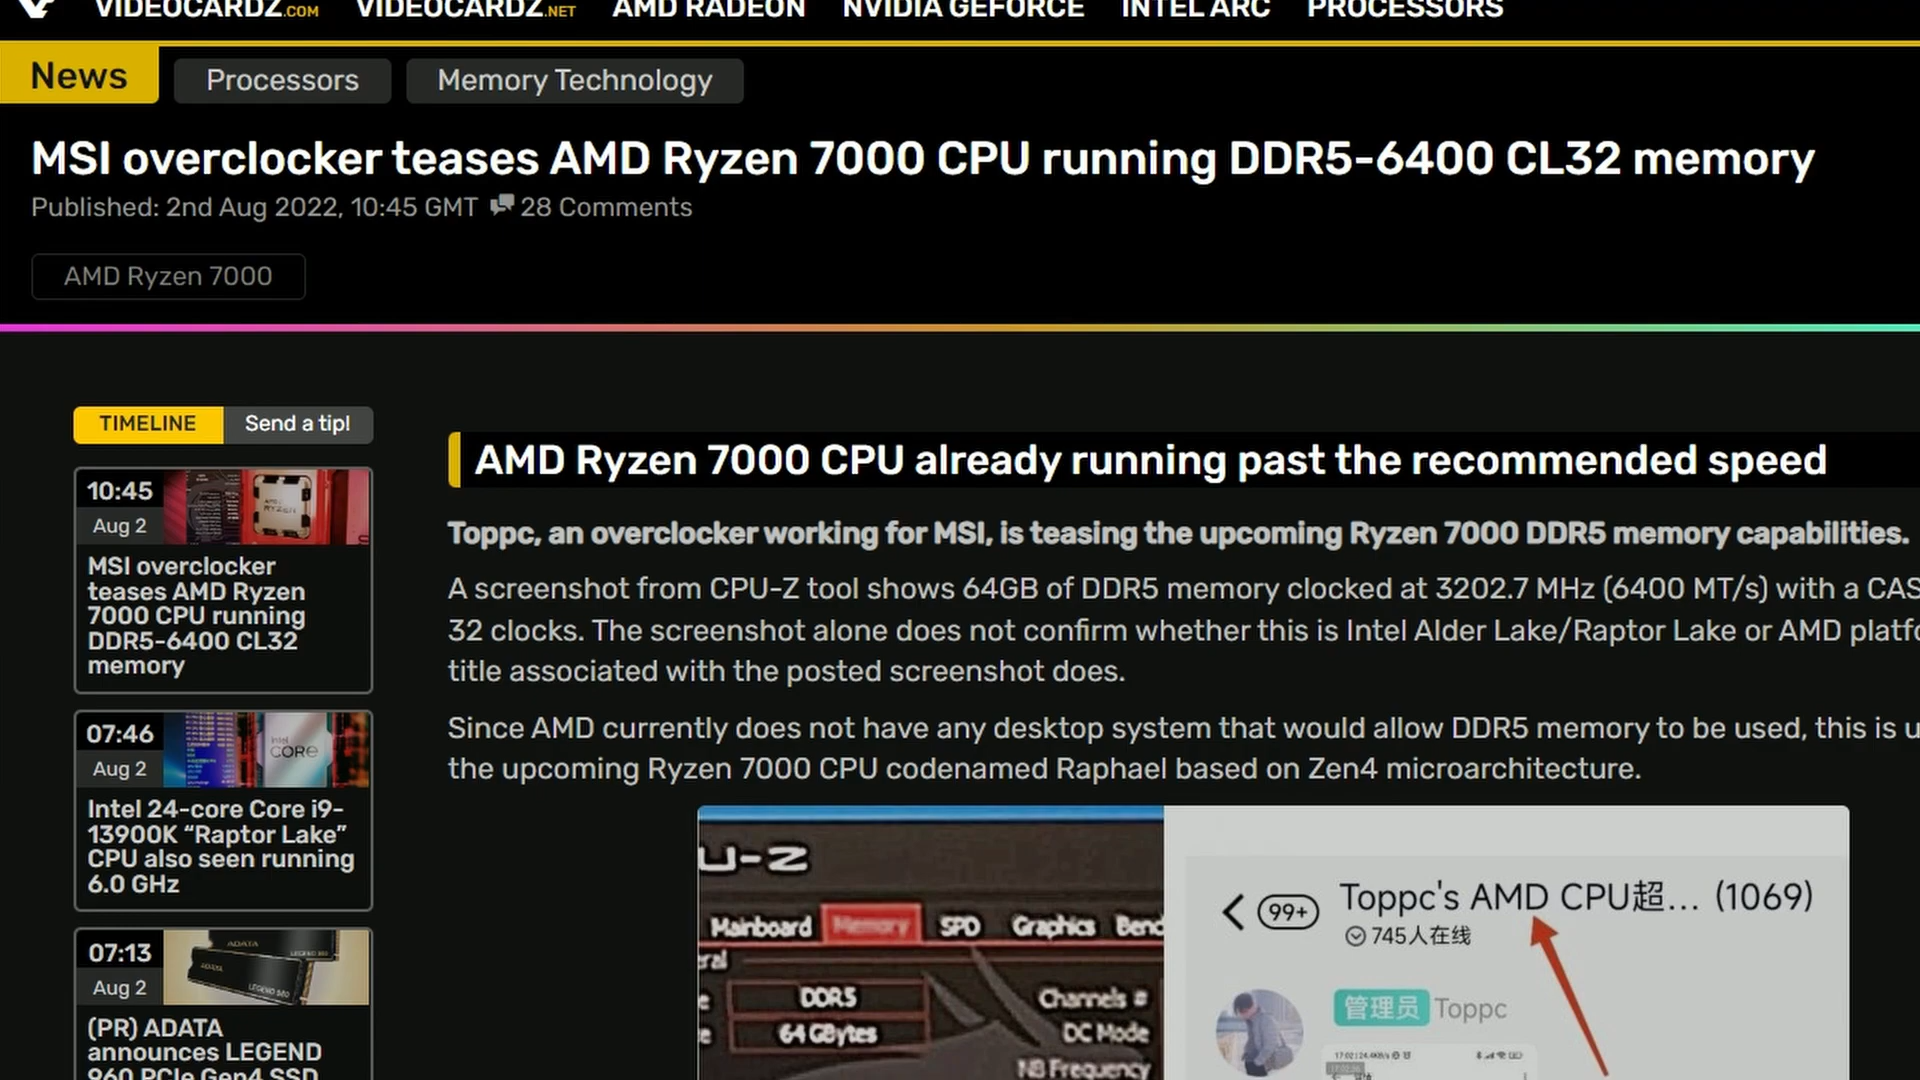 VIDEOCARDZ.COM VIDEOCARDZ.NET AMD RADEON NVIDIA GEFORCE INTEL ARC PROCESSORS
News Processors Memory Technology
MSI overclocker teases AMD Ryzen 7000 CPU running DDR5-6400 CL32 memory
Published: 2nd Aug 2022, 10:45 GMT 28 Comments
AMD Ryzen 7000
TIMELINE Send a tip!
10:45
Aug 2
MSI overclocker
teases AMD Ryzen
7000 CPU running
DDR5-6400 CL32
memory
07:46
Aug 2
intel
CORE
Intel 24-core Core i9-
13900K “Raptor Lake”
CPU also seen running
6.0 GHz
07:13
Aug 2
ADATA
LEGEND
(PR) ADATA
announces LEGEND
960 PCIe Gen4 SSD
AMD Ryzen 7000 CPU already running past the recommended speed
Toppc, an overclocker working for MSI, is teasing the upcoming Ryzen 7000 DDR5 memory capabilities.
A screenshot from CPU-Z tool shows 64GB of DDR5 memory clocked at 3202.7 MHz (6400 MT/s) with a CAS
32 clocks. The screenshot alone does not confirm whether this is Intel Alder Lake/Raptor Lake or AMD platfo
title associated with the posted screenshot does.
Since AMD currently does not have any desktop system that would allow DDR5 memory to be used, this is u
the upcoming Ryzen 7000 CPU codenamed Raphael based on Zen4 microarchitecture.
U-Z
Mainboard Memory SPD Graphics Benc
ral
DDR5 Channels #
64 GBytes DC Mode
NB Frequency
99+ Toppc's AMD CPU超... (1069)
745人在线
管理员 Toppc